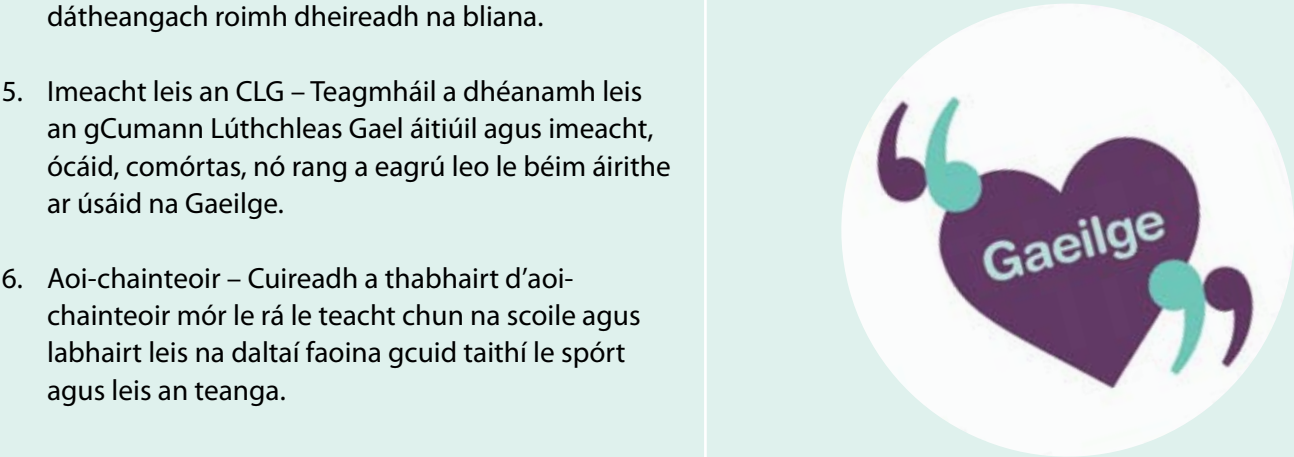 dátheangach roimh dheireadh na bliana.
5. Imeacht leis an CLG – Teagmháil a dhéanamh leis
an gCumann Lúthchleas Gael áitiúil agus imeacht,
ócáid, comórtas, nó rang a eagrú leo le béim áirithe
ar úsáid na Gaeilge.
6. Aoi-chainteoir – Cuireadh a thabhairt d’aoi-
chainteoir mór le rá le teacht chun na scoile agus
labhairt leis na daltaí faoina gcuid taithí le spórt
agus leis an teanga.
Gaeilge